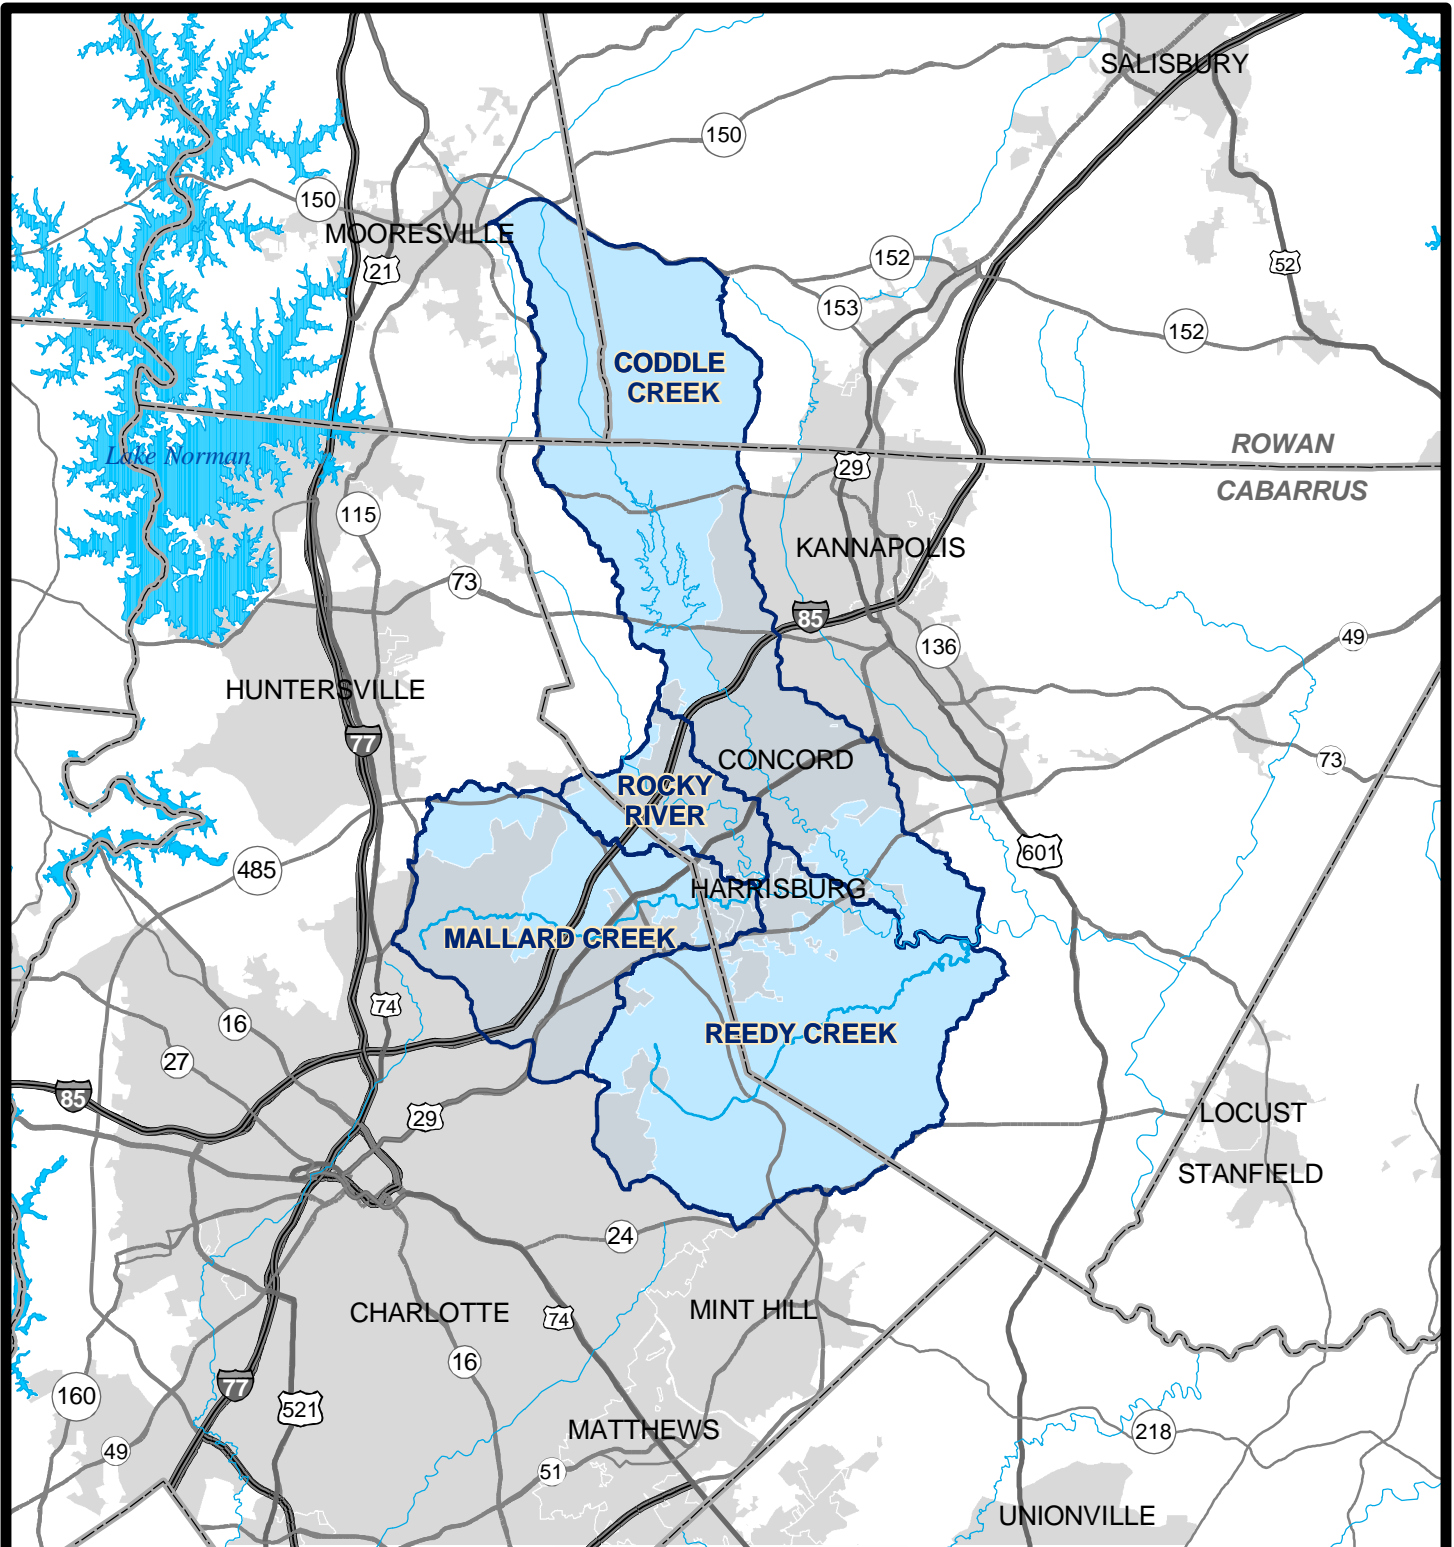 SALISBURY
150
150
MOORESVILLE
21
152
52
153
152
CODDLE
CREEK
ROWAN
Lake Norman
29
CABARRUS
115
KANNAPOLIS
73
85
49
136
HUNTERSVILLE
77
CONCORD
73
ROCKY
RIVER
601
485
HARRISBURG
MALLARD CREEK
74
16
REEDY CREEK
27
85
29
LOCUST
STANFIELD
24
CHARLOTTE
MINT HILL
74
16
77
160
521
MATTHEWS
218
49
51
UNIONVILLE